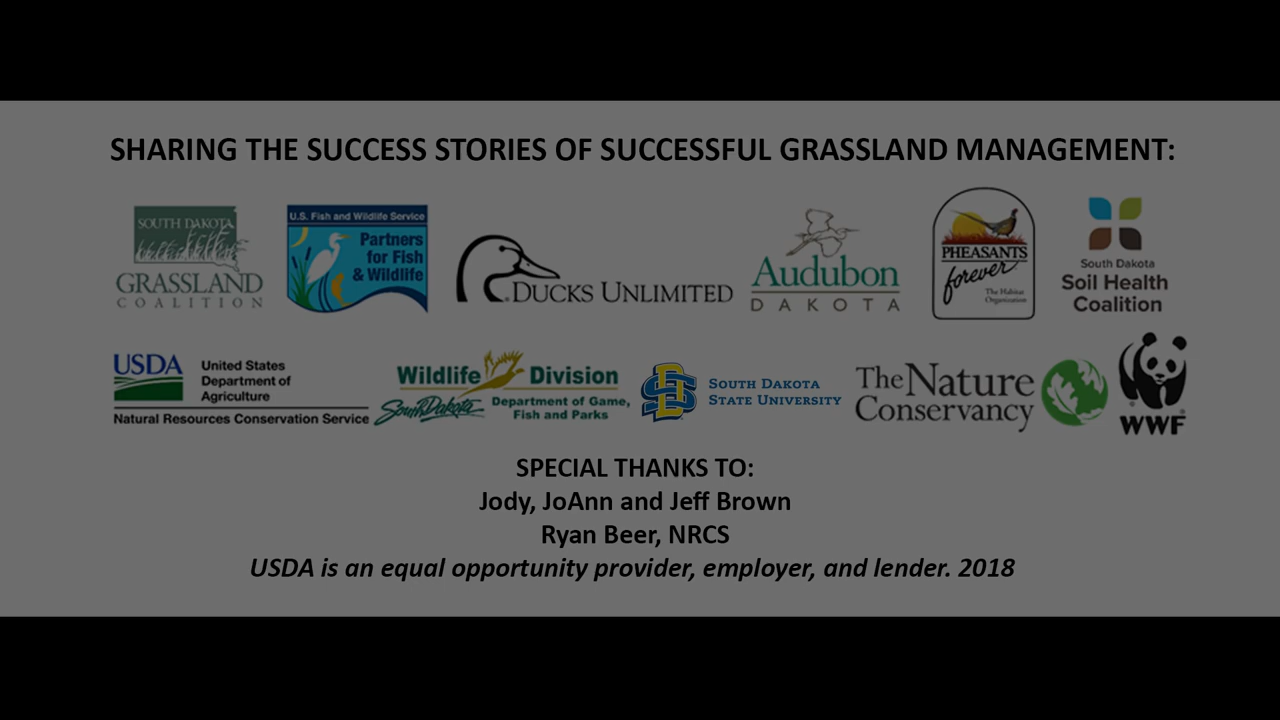 SHARING THE SUCCESS STORIES OF SUCCESSFUL GRASSLAND MANAGEMENT:
SOUTH DAKOTA
GRASSLAND
COALITION
U.S. Fish and Wildlife Service
Partners
for Fish
& Wildlife
DUCKS UNLIMITED
Audubon
DAKOTA
PHEASANTS
forever
The Habitat
Organization
South Dakota
Soil Health
Coalition
USDA
United States
Department of
Agriculture
Natural Resources Conservation Service
Wildlife Division
South Dakota
Department of Game,
Fish and Parks
SOUTH DAKOTA
STATE UNIVERSITY
The Nature
Conservancy
WWF
SPECIAL THANKS TO:
Jody, JoAnn and Jeff Brown
Ryan Beer, NRCS
USDA is an equal opportunity provider, employer, and lender. 2018